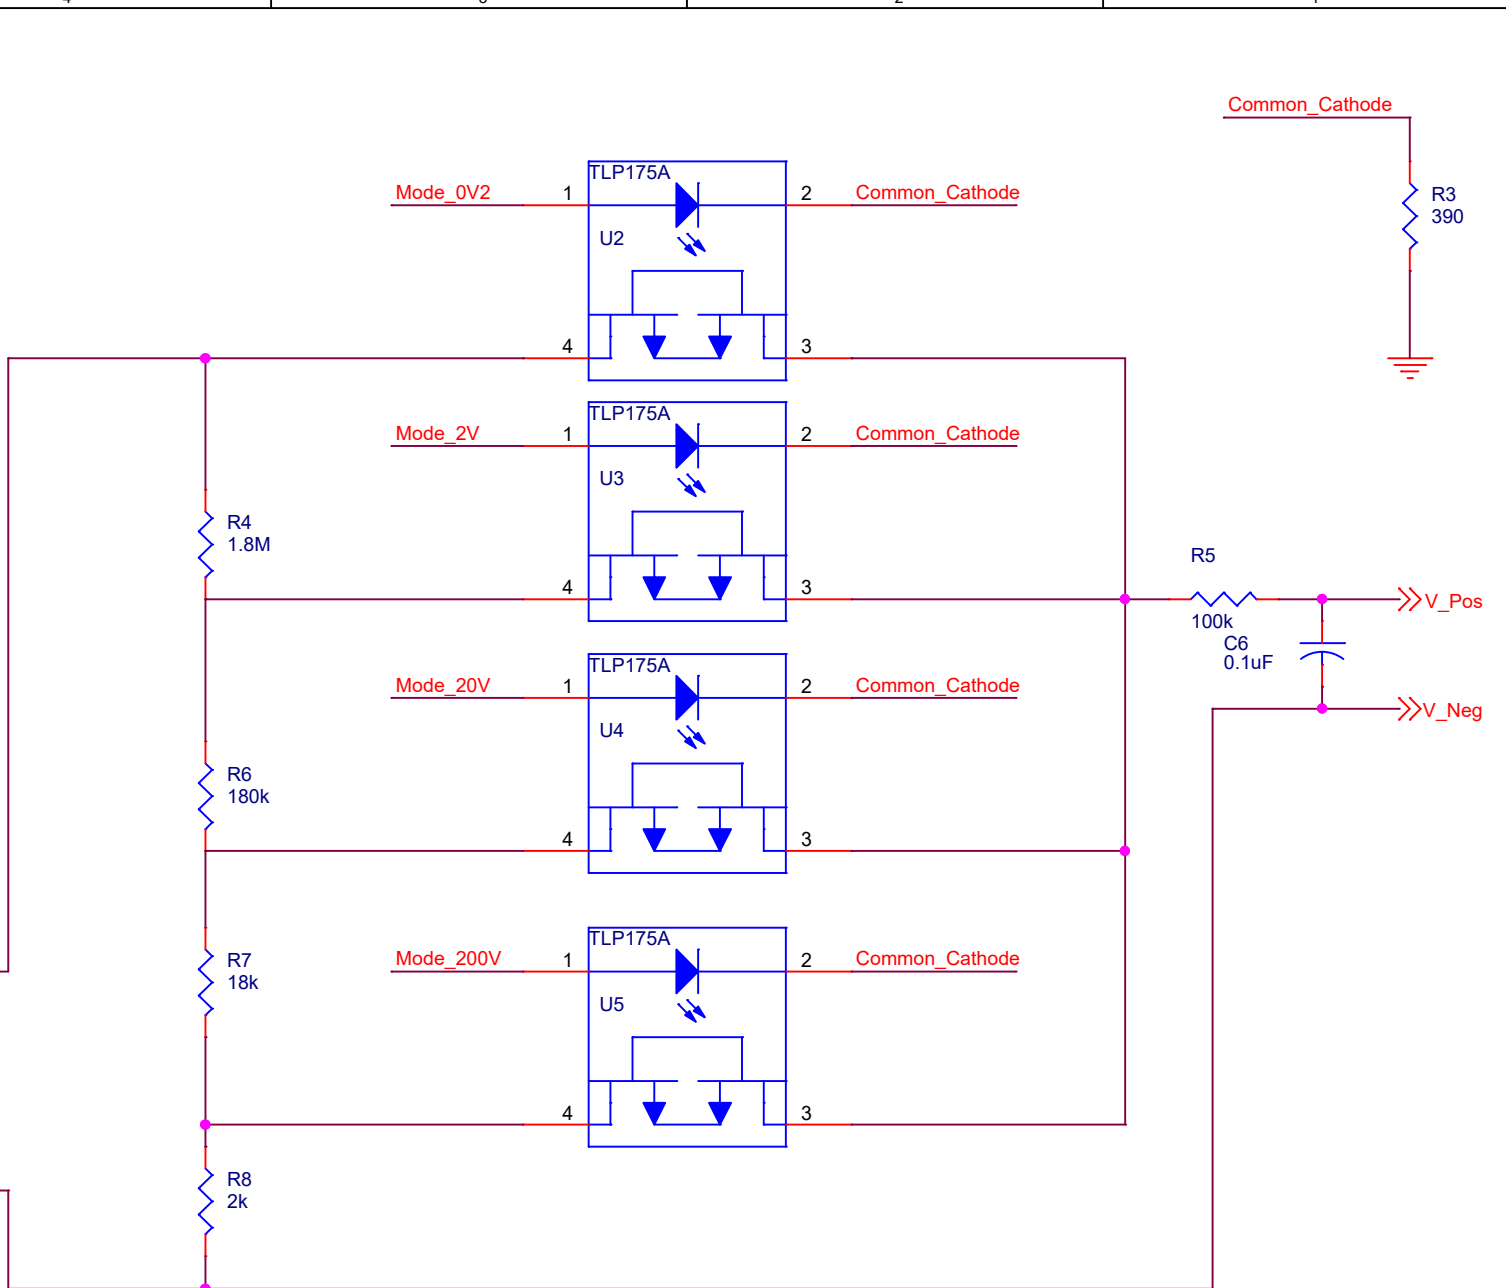 Common_Cathode
TLP175A
Mode_0V2
1
2
Common_Cathode
R3
390
U2
4
3
TLP175A
Mode_2V
1
2
Common_Cathode
U3
R4
1.8M
4
3
R5
100k
V_Pos
C6
0.1uF
TLP175A
Mode_20V
1
2
Common_Cathode
V_Neg
U4
R6
180k
4
3
TLP175A
Mode_200V
1
2
Common_Cathode
R7
18k
U5
4
3
R8
2k